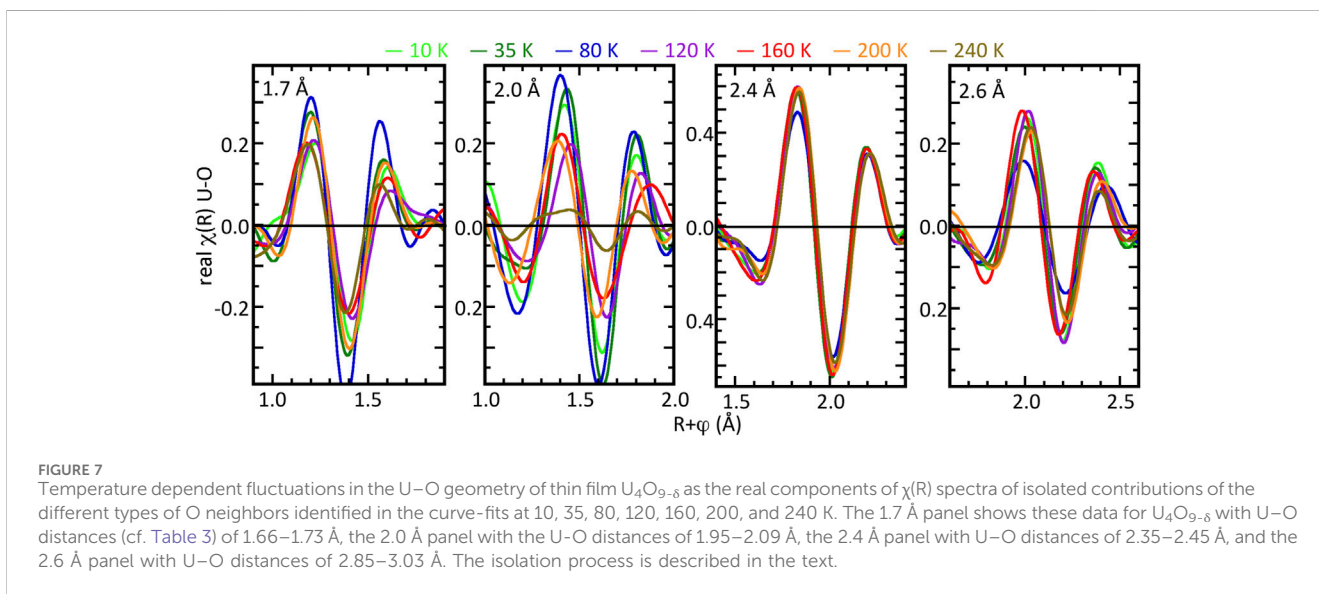 — 10 K — 35 K — 80 K — 120 K — 160 K — 200 K — 240 K
1.7 Å 2.0 Å 2.4 Å 2.6 Å
0.2 0.2 0.4 0.2
0.0 0.0 0.0 0.0
-0.2 0.2 0.4 0.2
real χ(R) U-O
1.0 1.5 1.0 1.5 2.0 1.5 2.0 2.0 2.5
R+φ (Å)
FIGURE 7
Temperature dependent fluctuations in the U–O geometry of thin film U₄O₉₋δ as the real components of χ(R) spectra of isolated contributions of the
different types of O neighbors identified in the curve-fits at 10, 35, 80, 120, 160, 200, and 240 K. The 1.7 Å panel shows these data for U₄O₉₋δ with U–O
distances (cf. Table 3) of 1.66–1.73 Å, the 2.0 Å panel with the U-O distances of 1.95–2.09 Å, the 2.4 Å panel with U–O distances of 2.35–2.45 Å, and the
2.6 Å panel with U–O distances of 2.85–3.03 Å. The isolation process is described in the text.